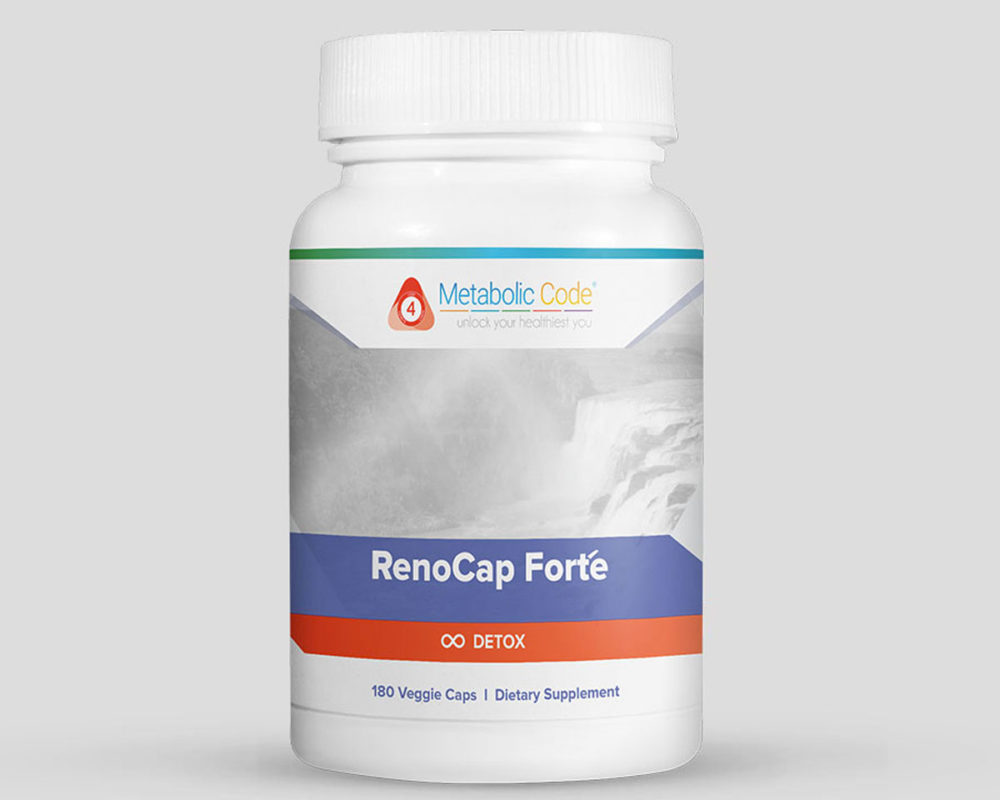 4
Metabolic Code®
unlock your healthiest you
RenoCap Forté
∞ DETOX
180 Veggie Caps | Dietary Supplement